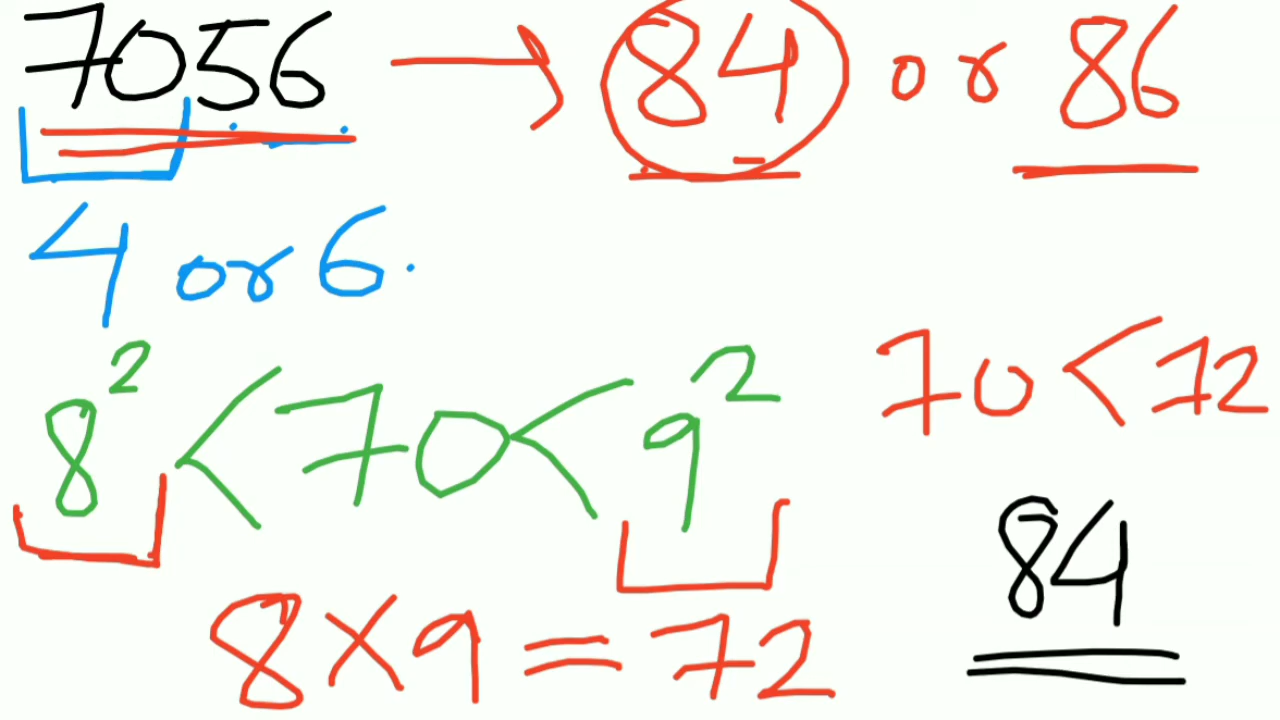 7056 → 84 or 86
4 or 6.
8² < 70 < 9²
70 < 72
84
8 × 9 = 72